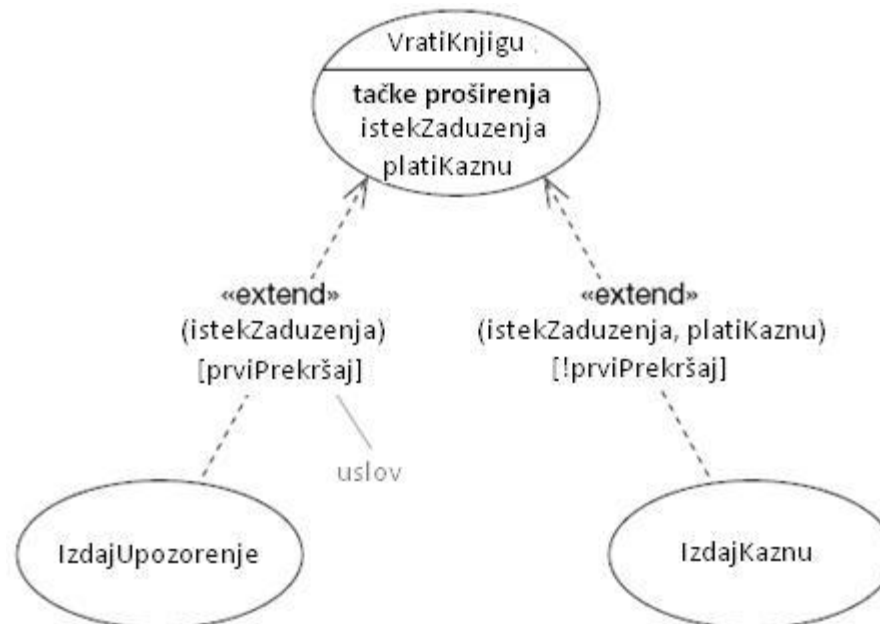 VratiKnjigu
tačke proširenja
istekZaduzenja
platiKaznu
«extend»
(istekZaduzenja)
[prviPrekršaj]
«extend»
(istekZaduzenja, platiKaznu)
[!prviPrekršaj]
uslov
IzdajUpozorenje
IzdajKaznu